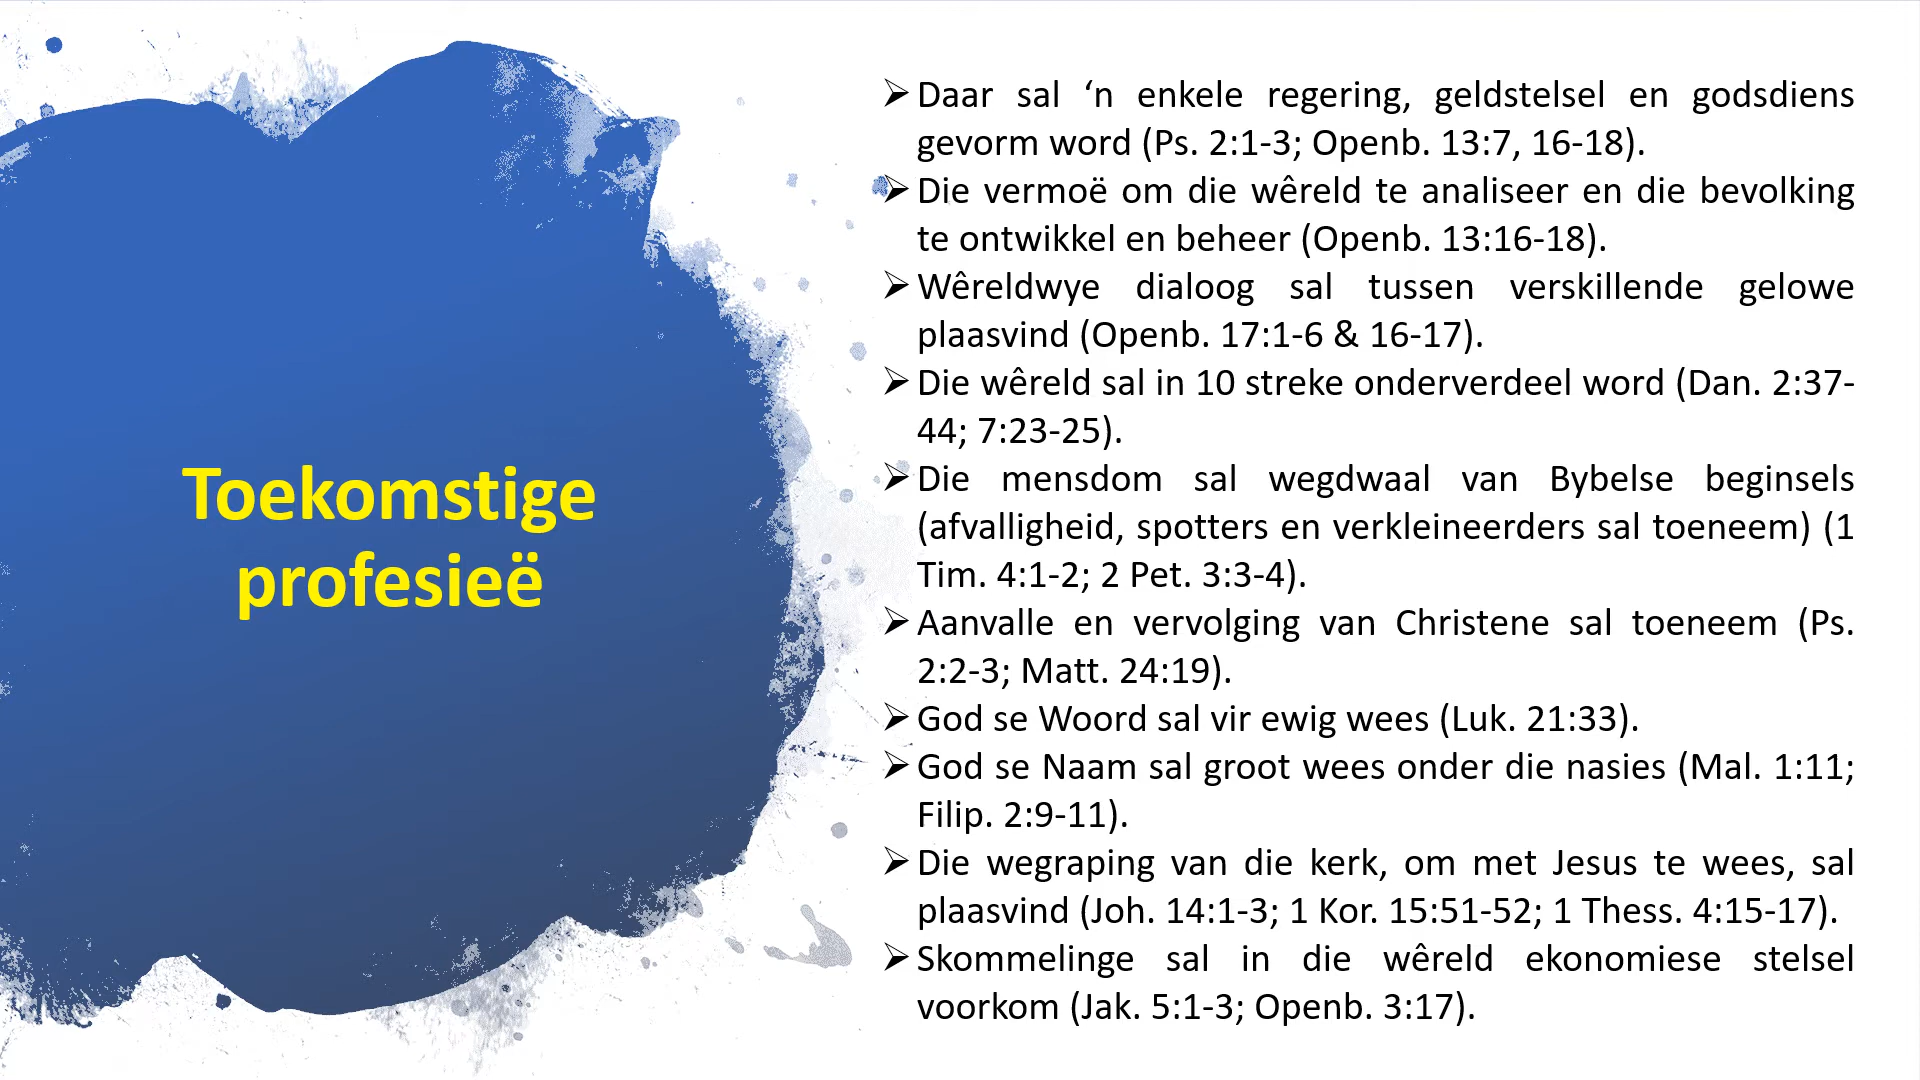 Toekomstige
profesieë
➢Daar sal ‘n enkele regering, geldstelsel en godsdiens
gevorm word (Ps. 2:1-3; Openb. 13:7, 16-18).
➢Die vermoë om die wêreld te analiseer en die bevolking
te ontwikkel en beheer (Openb. 13:16-18).
➢Wêreldwye dialoog sal tussen verskillende gelowe
plaasvind (Openb. 17:1-6 & 16-17).
➢Die wêreld sal in 10 streke onderverdeel word (Dan. 2:37-
44; 7:23-25).
➢Die mensdom sal wegdwaal van Bybelse beginsels
(afvalligheid, spotters en verkleineerders sal toeneem) (1
Tim. 4:1-2; 2 Pet. 3:3-4).
➢Aanvalle en vervolging van Christene sal toeneem (Ps.
2:2-3; Matt. 24:19).
➢God se Woord sal vir ewig wees (Luk. 21:33).
➢God se Naam sal groot wees onder die nasies (Mal. 1:11;
Filip. 2:9-11).
➢Die wegraping van die kerk, om met Jesus te wees, sal
plaasvind (Joh. 14:1-3; 1 Kor. 15:51-52; 1 Thess. 4:15-17).
➢Skommelinge sal in die wêreld ekonomiese stelsel
voorkom (Jak. 5:1-3; Openb. 3:17).